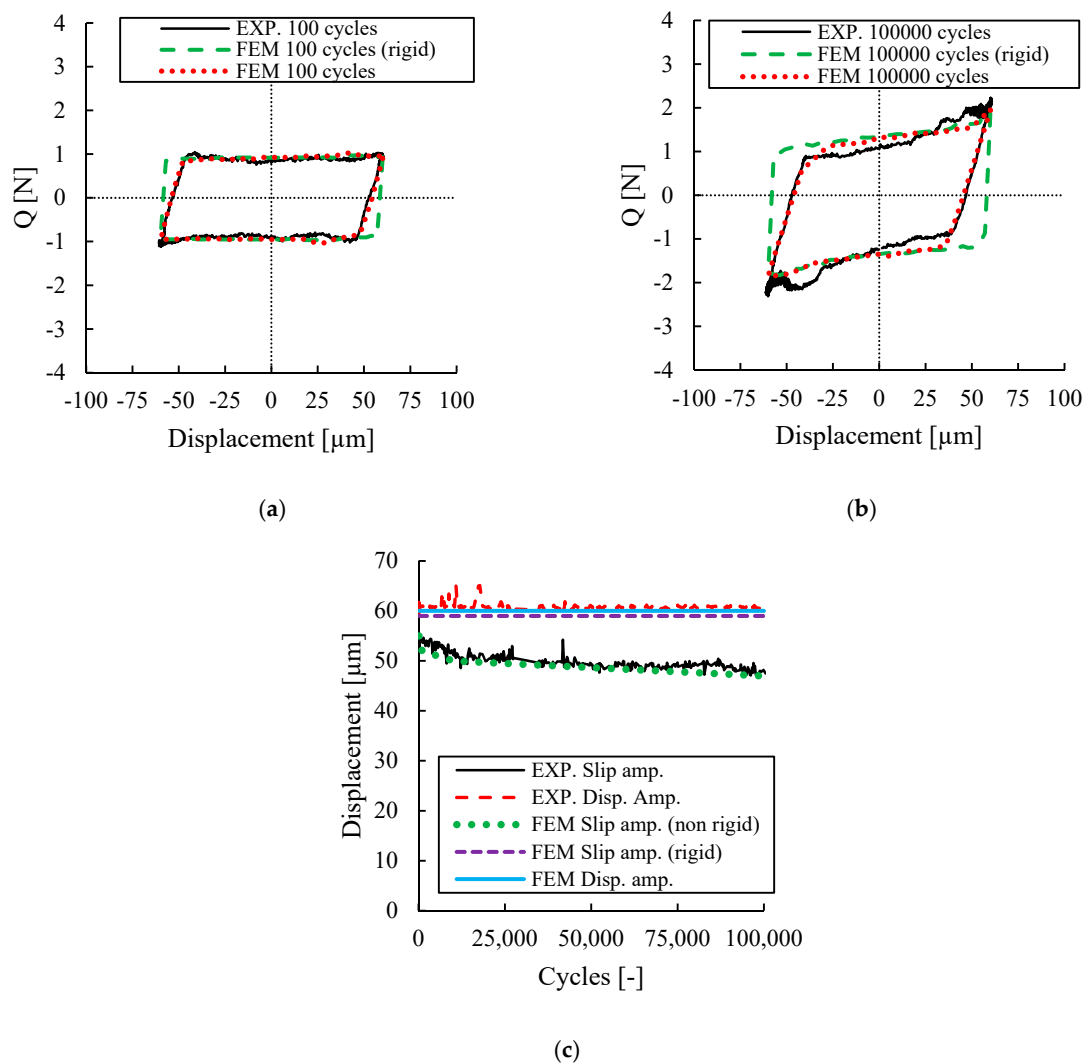 EXP. 100 cycles
FEM 100 cycles (rigid)
FEM 100 cycles
4
3
2
1
0
-1
-2
-3
-4
Q [N]
-100 -75 -50 -25 0 25 50 75 100
Displacement [µm]
(a)
EXP. 100000 cycles
FEM 100000 cycles (rigid)
FEM 100000 cycles
4
3
2
1
0
-1
-2
-3
-4
Q [N]
-100 -75 -50 -25 0 25 50 75 100
Displacement [µm]
(b)
70
60
50
40
30
20
10
0
Displacement [µm]
EXP. Slip amp.
EXP. Disp. Amp.
FEM Slip amp. (non rigid)
FEM Slip amp. (rigid)
FEM Disp. amp.
0 25,000 50,000 75,000 100,000
Cycles [-]
(c)